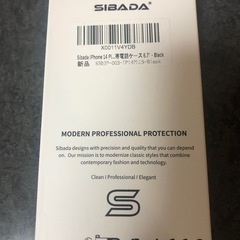 SIBADA®
X0011V4YDB
Sibada iPhone 14 Pl...帯電話ケース 6.7" - Black
新品
MODERN PROFESSIONAL PROTECTION
Sibada designs with precision and quality that you can depend
on. Our mission is to modernize classic styles that combine
contemporary fashion and technology.
Clean I Professional I Elegant